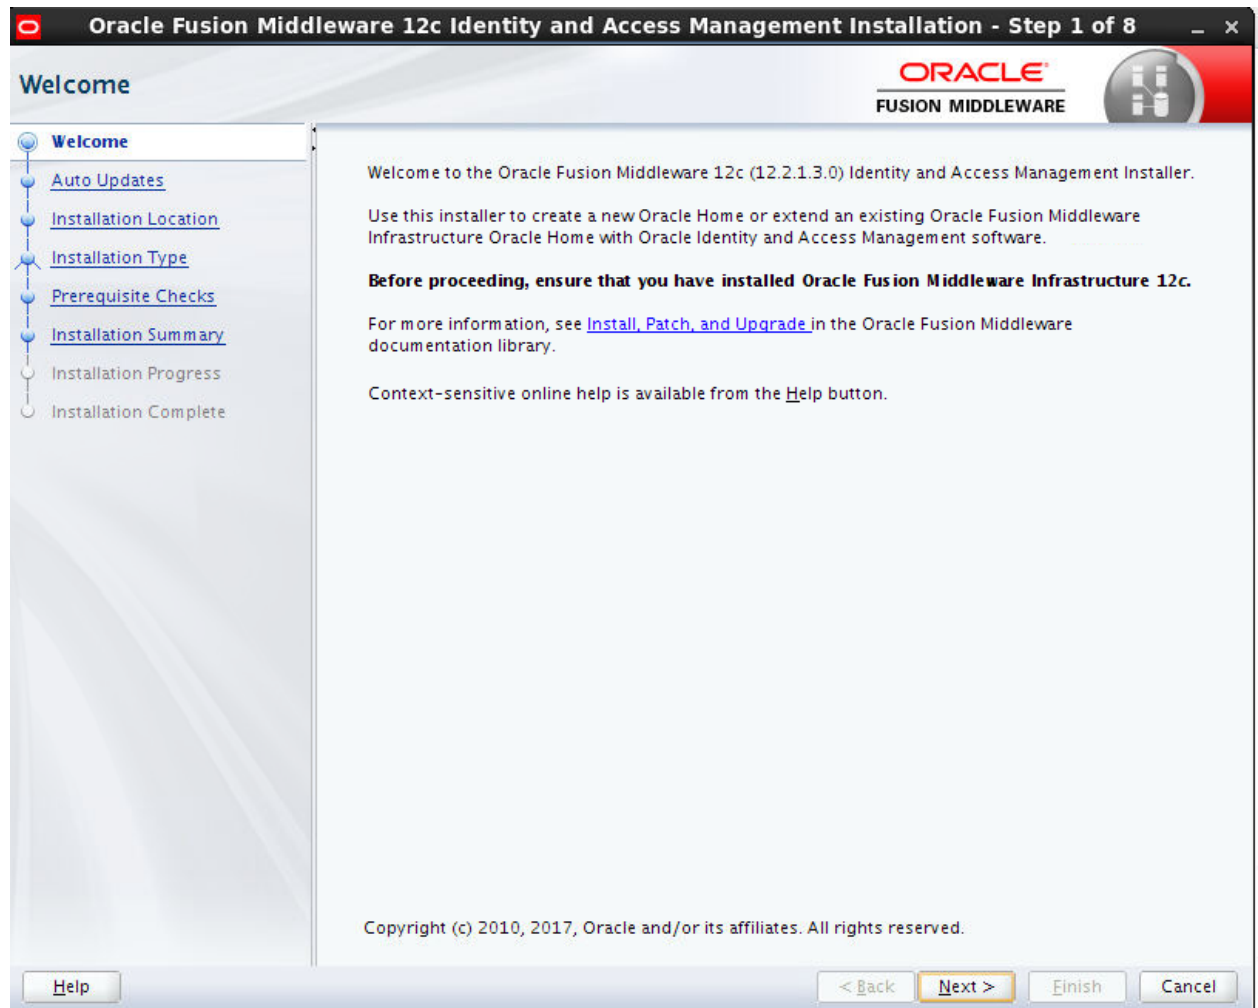 Oracle Fusion Middleware 12c Identity and Access Management Installation - Step 1 of 8
Welcome
ORACLE
FUSION MIDDLEWARE
Welcome
Auto Updates
Installation Location
Installation Type
Prerequisite Checks
Installation Summary
Installation Progress
Installation Complete
Welcome to the Oracle Fusion Middleware 12c (12.2.1.3.0) Identity and Access Management Installer.
Use this installer to create a new Oracle Home or extend an existing Oracle Fusion Middleware
Infrastructure Oracle Home with Oracle Identity and Access Management software.
Before proceeding, ensure that you have installed Oracle Fusion Middleware Infrastructure 12c.
For more information, see Install, Patch, and Upgrade in the Oracle Fusion Middleware
documentation library.
Context-sensitive online help is available from the Help button.
Copyright (c) 2010, 2017, Oracle and/or its affiliates. All rights reserved.
Help
< Back
Next >
Finish
Cancel